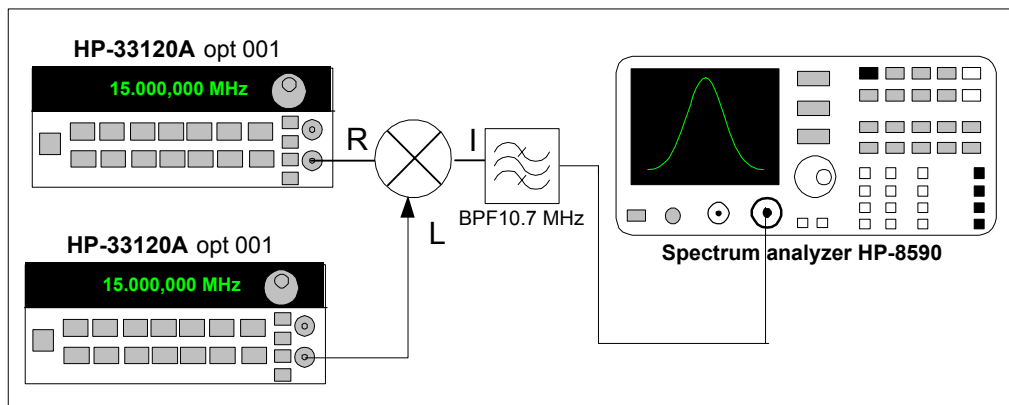 HP-33120A opt 001
15.000,000 MHz
R
I
L
BPF10.7 MHz
HP-33120A opt 001
15.000,000 MHz
Spectrum analyzer HP-8590